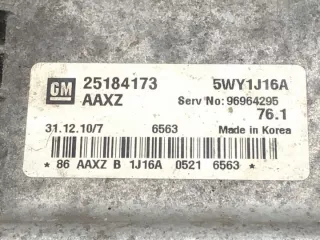 GM 25184173 5WY1J16A
AAXZ Serv No: 96964295
76.1
31.12.10/7 6563 Made in Korea
* 86 AAXZ B 1J16A 0521 6563 *